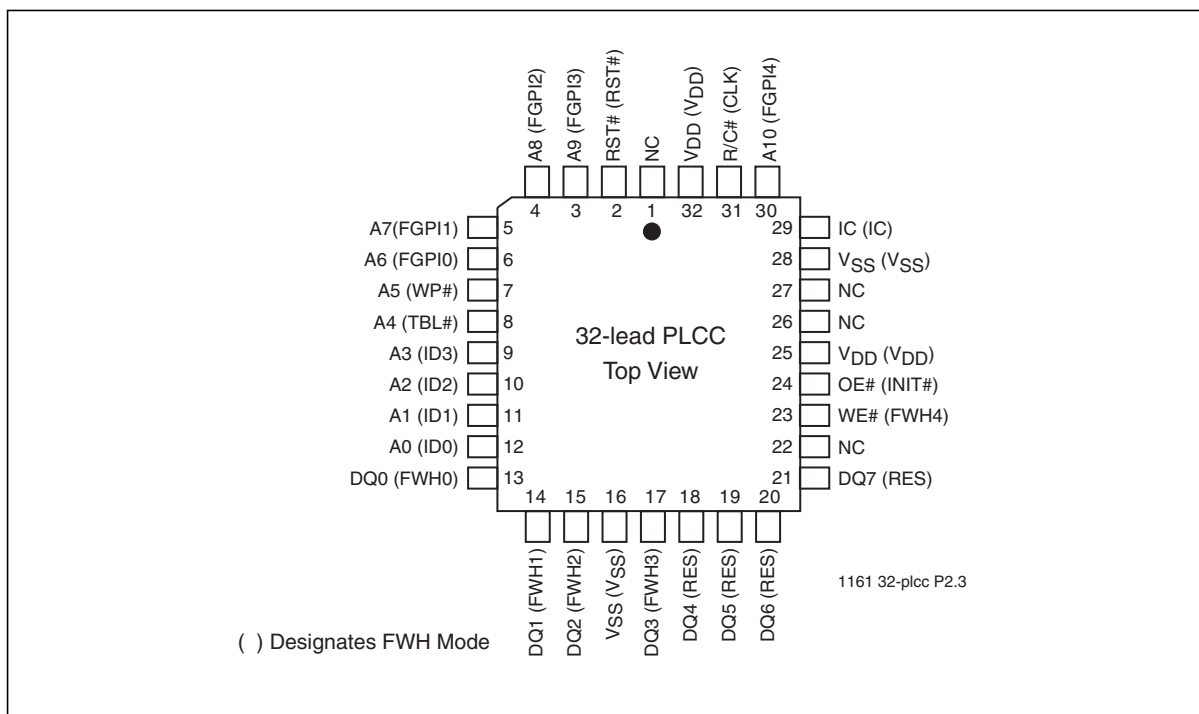 A8 (FGPI2)
A9 (FGPI3)
RST# (RST#)
NC
VDD (VDD)
R/C# (CLK)
A10 (FGPI4)
4
3
2
1
32
31
30
A7(FGPI1)
5
A6 (FGPI0)
6
A5 (WP#)
7
A4 (TBL#)
8
A3 (ID3)
9
A2 (ID2)
10
A1 (ID1)
11
A0 (ID0)
12
DQ0 (FWH0)
13
32-lead PLCC
Top View
29
IC (IC)
28
VSS (VSS)
27
NC
26
NC
25
VDD (VDD)
24
OE# (INIT#)
23
WE# (FWH4)
22
NC
21
DQ7 (RES)
14
15
16
17
18
19
20
DQ1 (FWH1)
DQ2 (FWH2)
VSS (VSS)
DQ3 (FWH3)
DQ4 (RES)
DQ5 (RES)
DQ6 (RES)
1161 32-plcc P2.3
( ) Designates FWH Mode